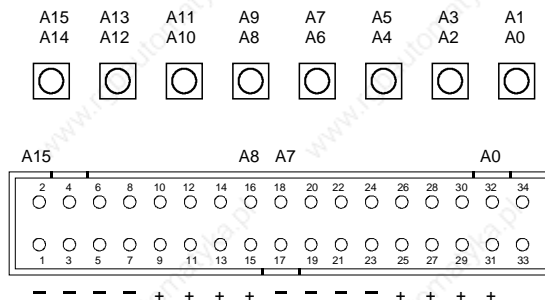 A15 A13 A11 A9 A7 A5 A3 A1
A14 A12 A10 A8 A6 A4 A2 A0
A15 A8 A7 A0
2 4 6 8 10 12 14 16 18 20 22 24 26 28 30 32 34
1 3 5 7 9 11 13 15 17 19 21 23 25 27 29 31 33
− − − − + + + + − − − − + + + +